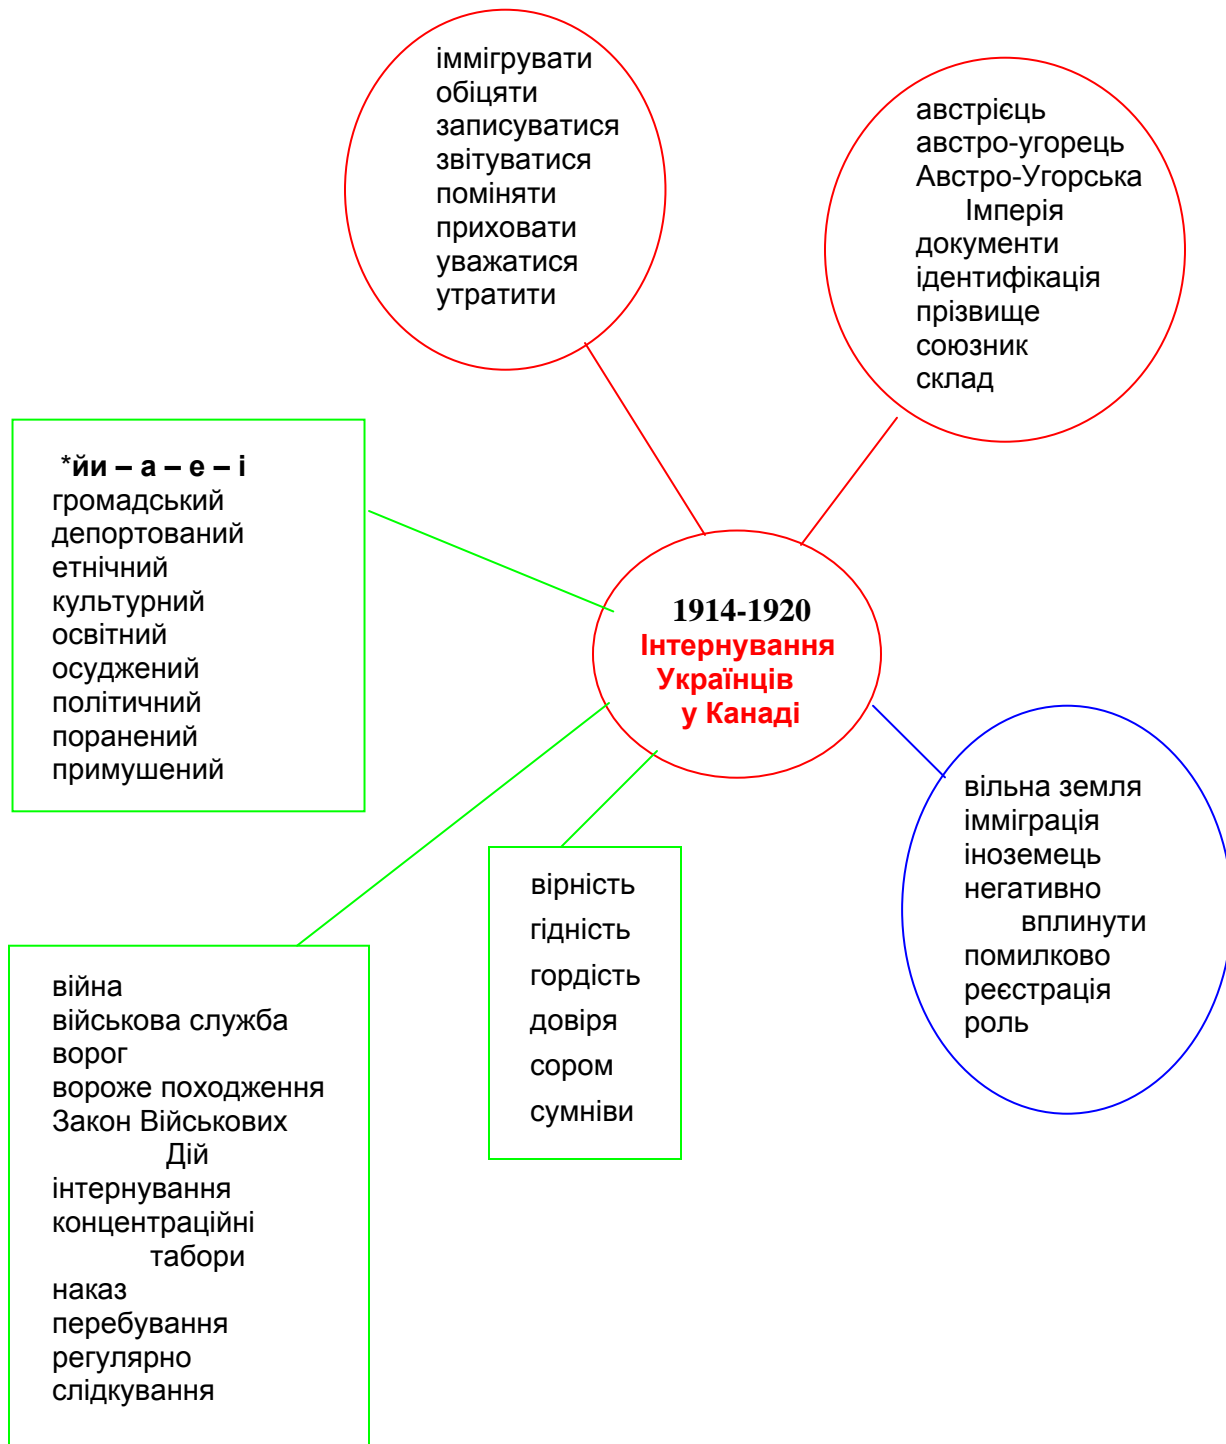 іммігрувати
обіцяти
записуватися
звітуватися
поміняти
приховати
уважатися
утратити
австрієць
австро-угорець
Австро-Угорська
Імперія
документи
ідентифікація
прізвище
союзник
склад
*йи – а – е – і
громадський
депортований
етнічний
культурний
освітний
осуджений
політичний
поранений
примушений
1914-1920
Інтернування
Українців
у Канаді
вільна земля
імміграція
іноземець
негативно
вплинути
помилково
реєстрація
роль
вірність
гідність
гордість
довіря
сором
сумніви
війна
військова служба
ворог
вороже походження
Закон Військових
Дій
інтернування
концентраційні
табори
наказ
перебування
регулярно
слідкування